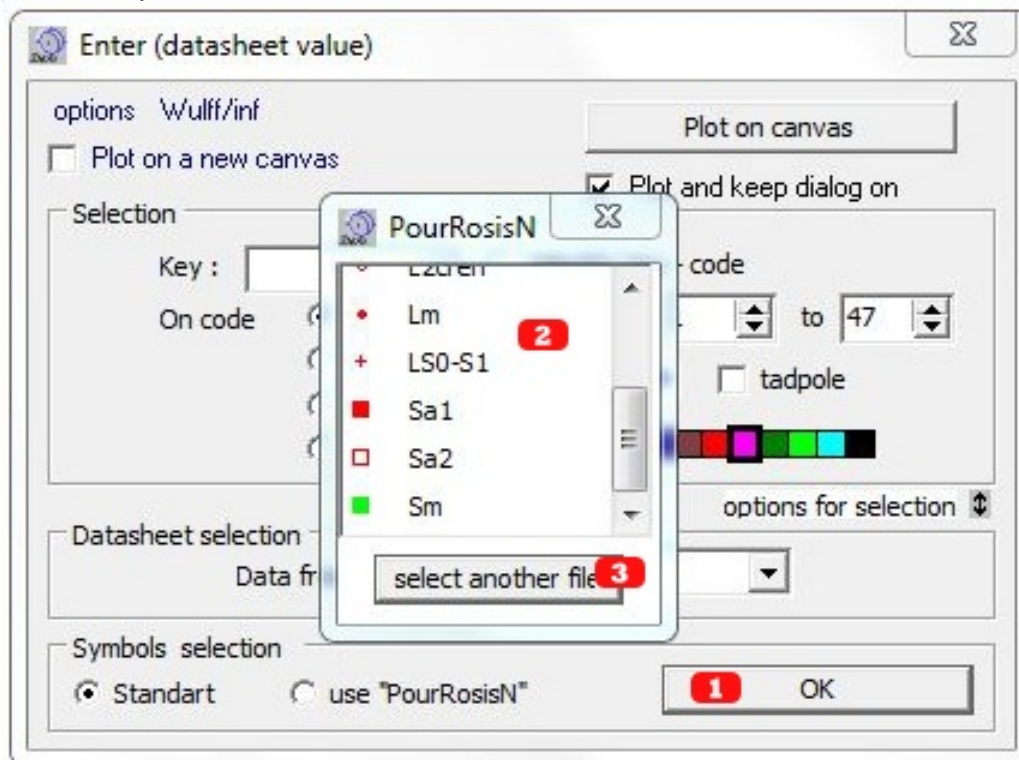 Enter (datasheet value)
options Wulff/inf
Plot on canvas
Plot on a new canvas
Plot and keep dialog on
Selection
PourRosisN
Key :
code
On code
Lm
2
to 47
LS0-S1
tadpole
Sa1
Sa2
Sm
options for selection
Datasheet selection
Data
select another file
3
Symbols selection
Standart
use "PourRosisN"
1
OK